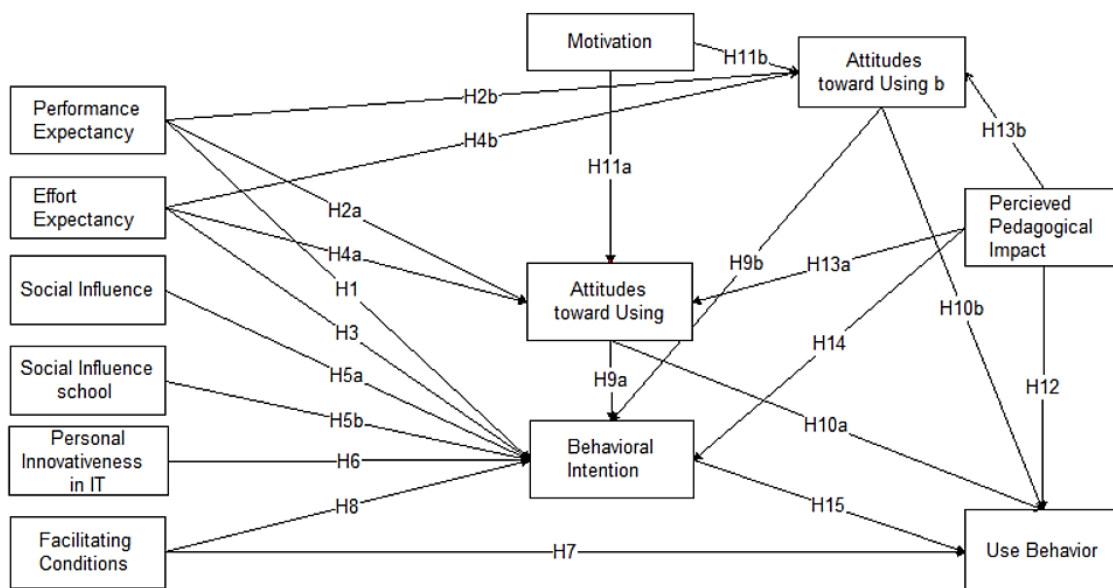 Motivation
H11b
Attitudes
toward Using b
Performance
Expectancy
H2b
H4b
H13b
H11a
Effort
Expectancy
H2a
H4a
Percieved
Pedagogical
Impact
H9b
H13a
Social Influence
H1
Attitudes
toward Using
H10b
H3
H14
Social Influence
school
H5a
H9a
H12
H5b
H10a
Personal
Innovativeness
in IT
H6
Behavioral
Intention
H8
H15
Facilitating
Conditions
H7
Use Behavior